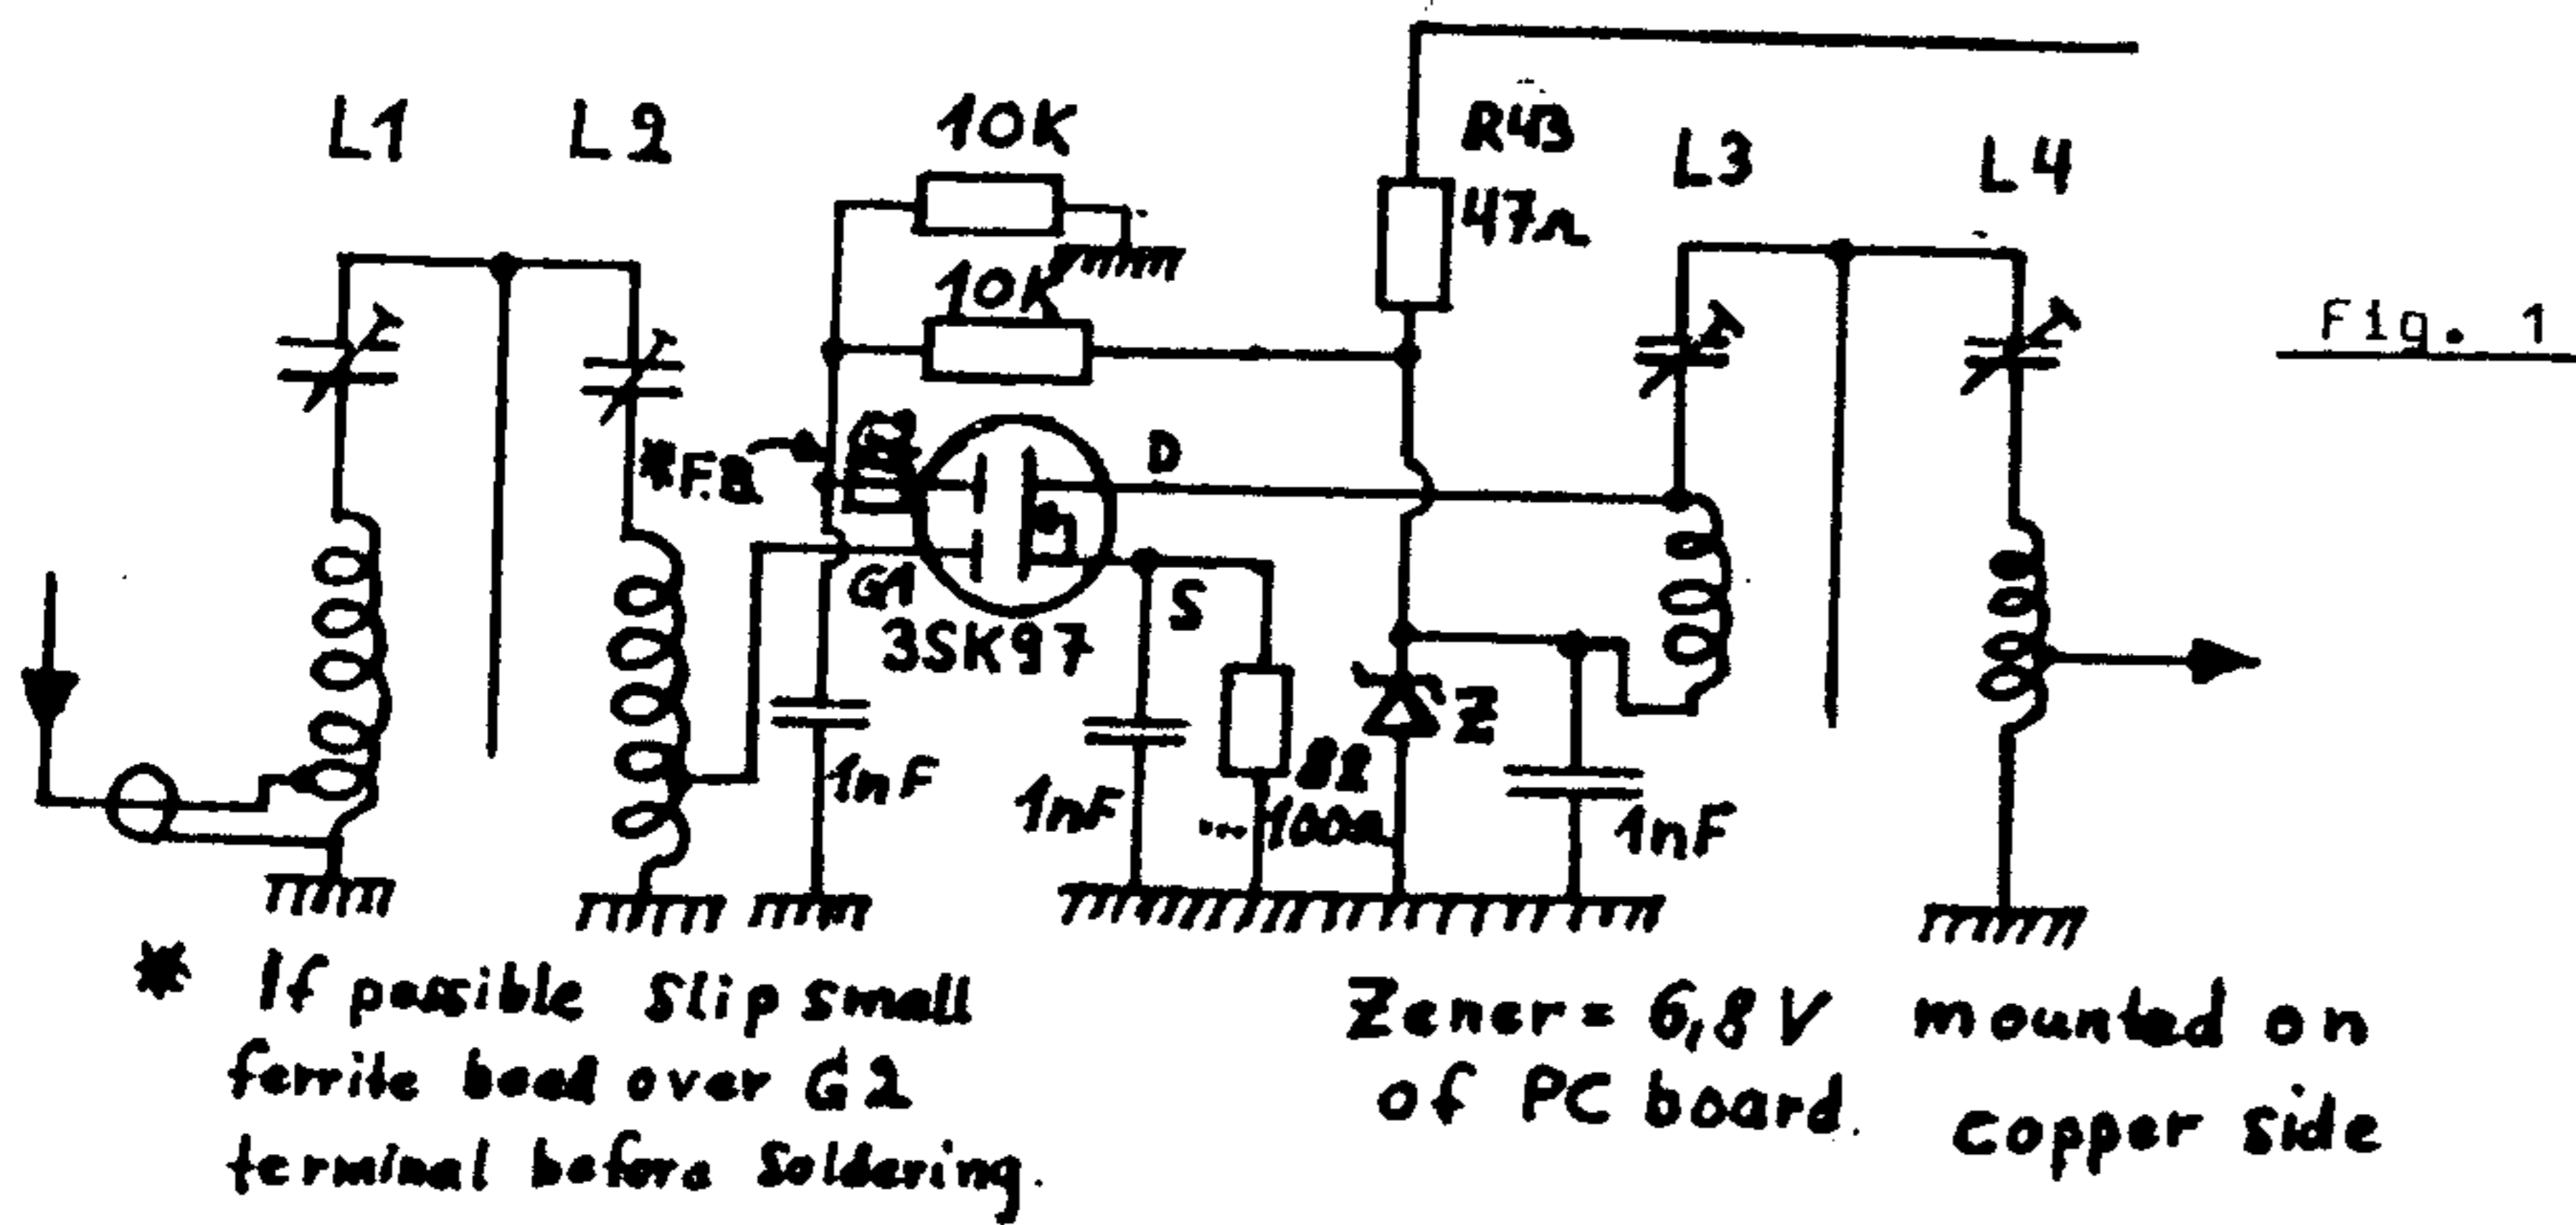 L1 L2 10K R43 L3 L4
47Ω
10K
Fig. 1
*F.B D
G1 S
3SK97
Z
1nF 1nF 82 1nF
...100Ω
* If possible Slip small
ferrite bead over G2
terminal before Soldering.
Zener = 6,8 V mounted on
of PC board. copper side